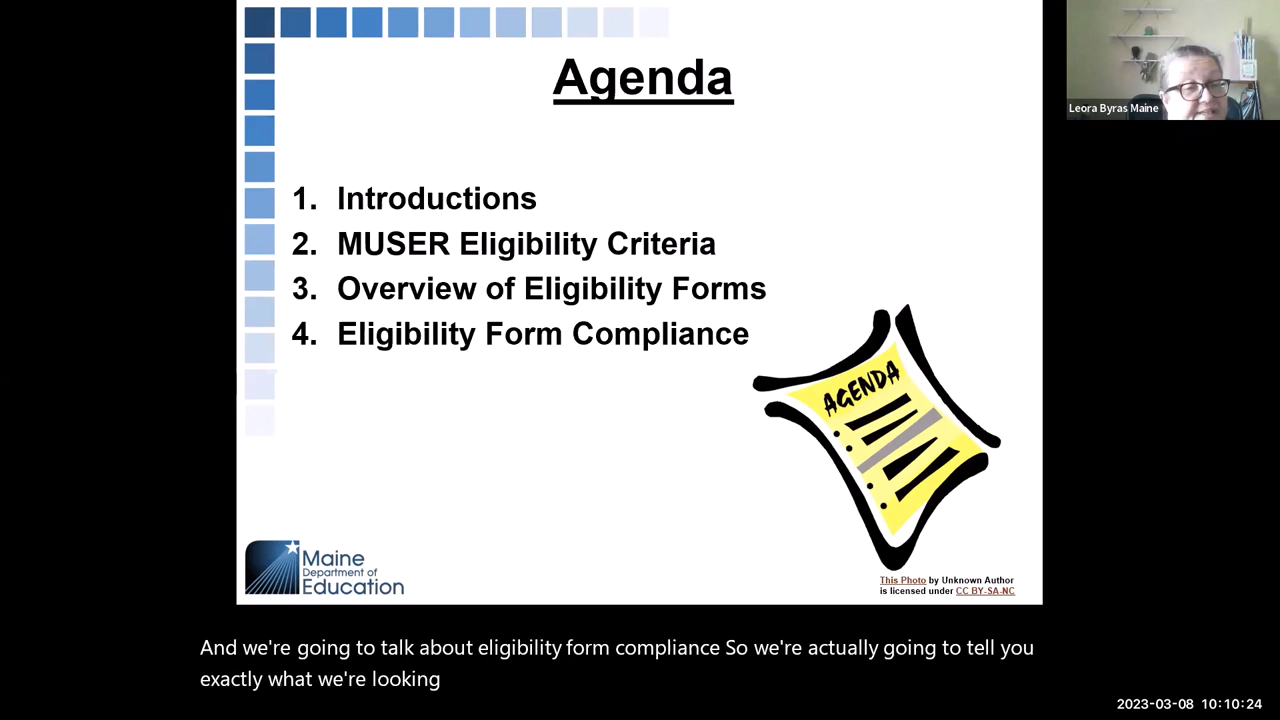 Agenda
1. Introductions
2. MUSER Eligibility Criteria
3. Overview of Eligibility Forms
4. Eligibility Form Compliance
AGENDA
Maine
Department of
Education
This Photo by Unknown Author
is licensed under CC BY-SA-NC
Leora Byras Maine
And we're going to talk about eligibility form compliance So we're actually going to tell you
exactly what we're looking
2023-03-08 10:10:24